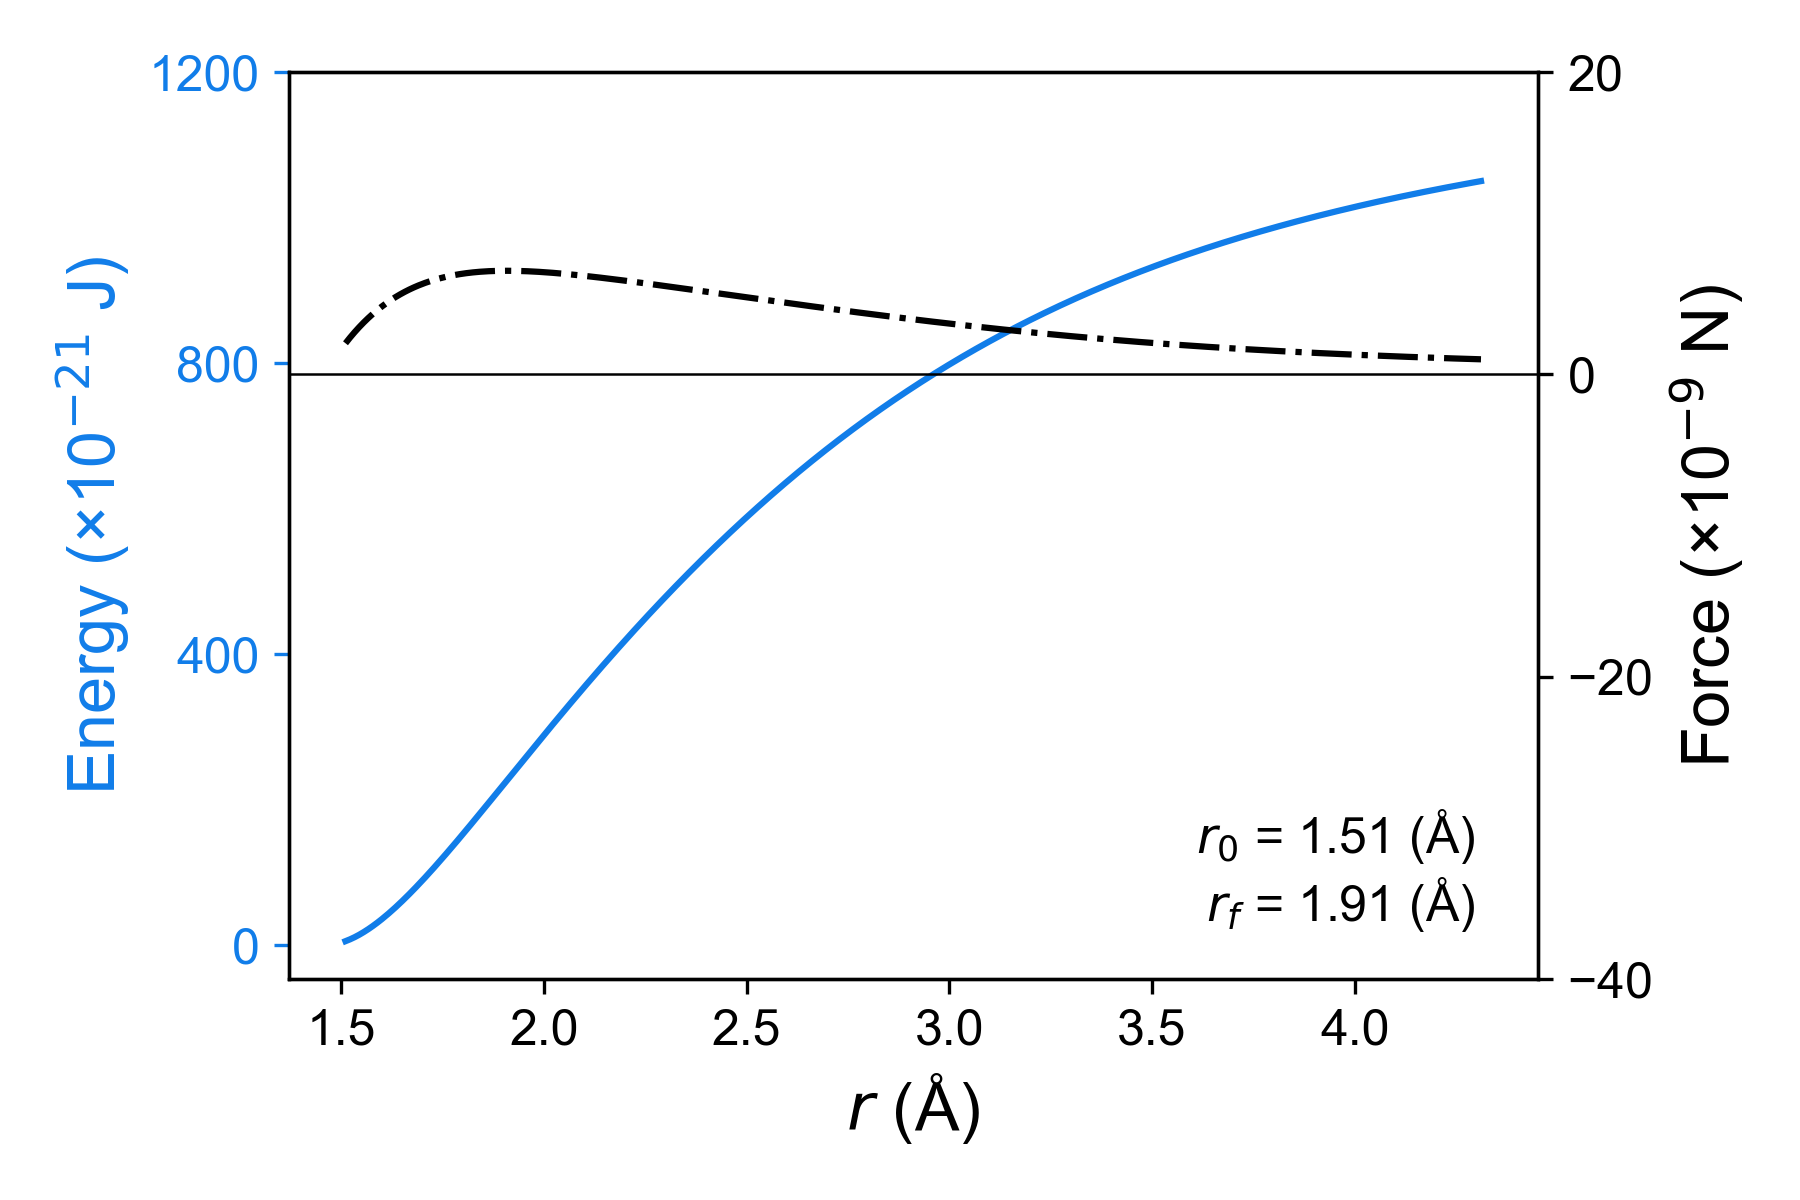 1200
800
400
0
Energy (×10⁻²¹ J)
20
0
−20
−40
Force (×10⁻⁹ N)
r₀ = 1.51 (Å)
r_f = 1.91 (Å)
1.5 2.0 2.5 3.0 3.5 4.0
r (Å)